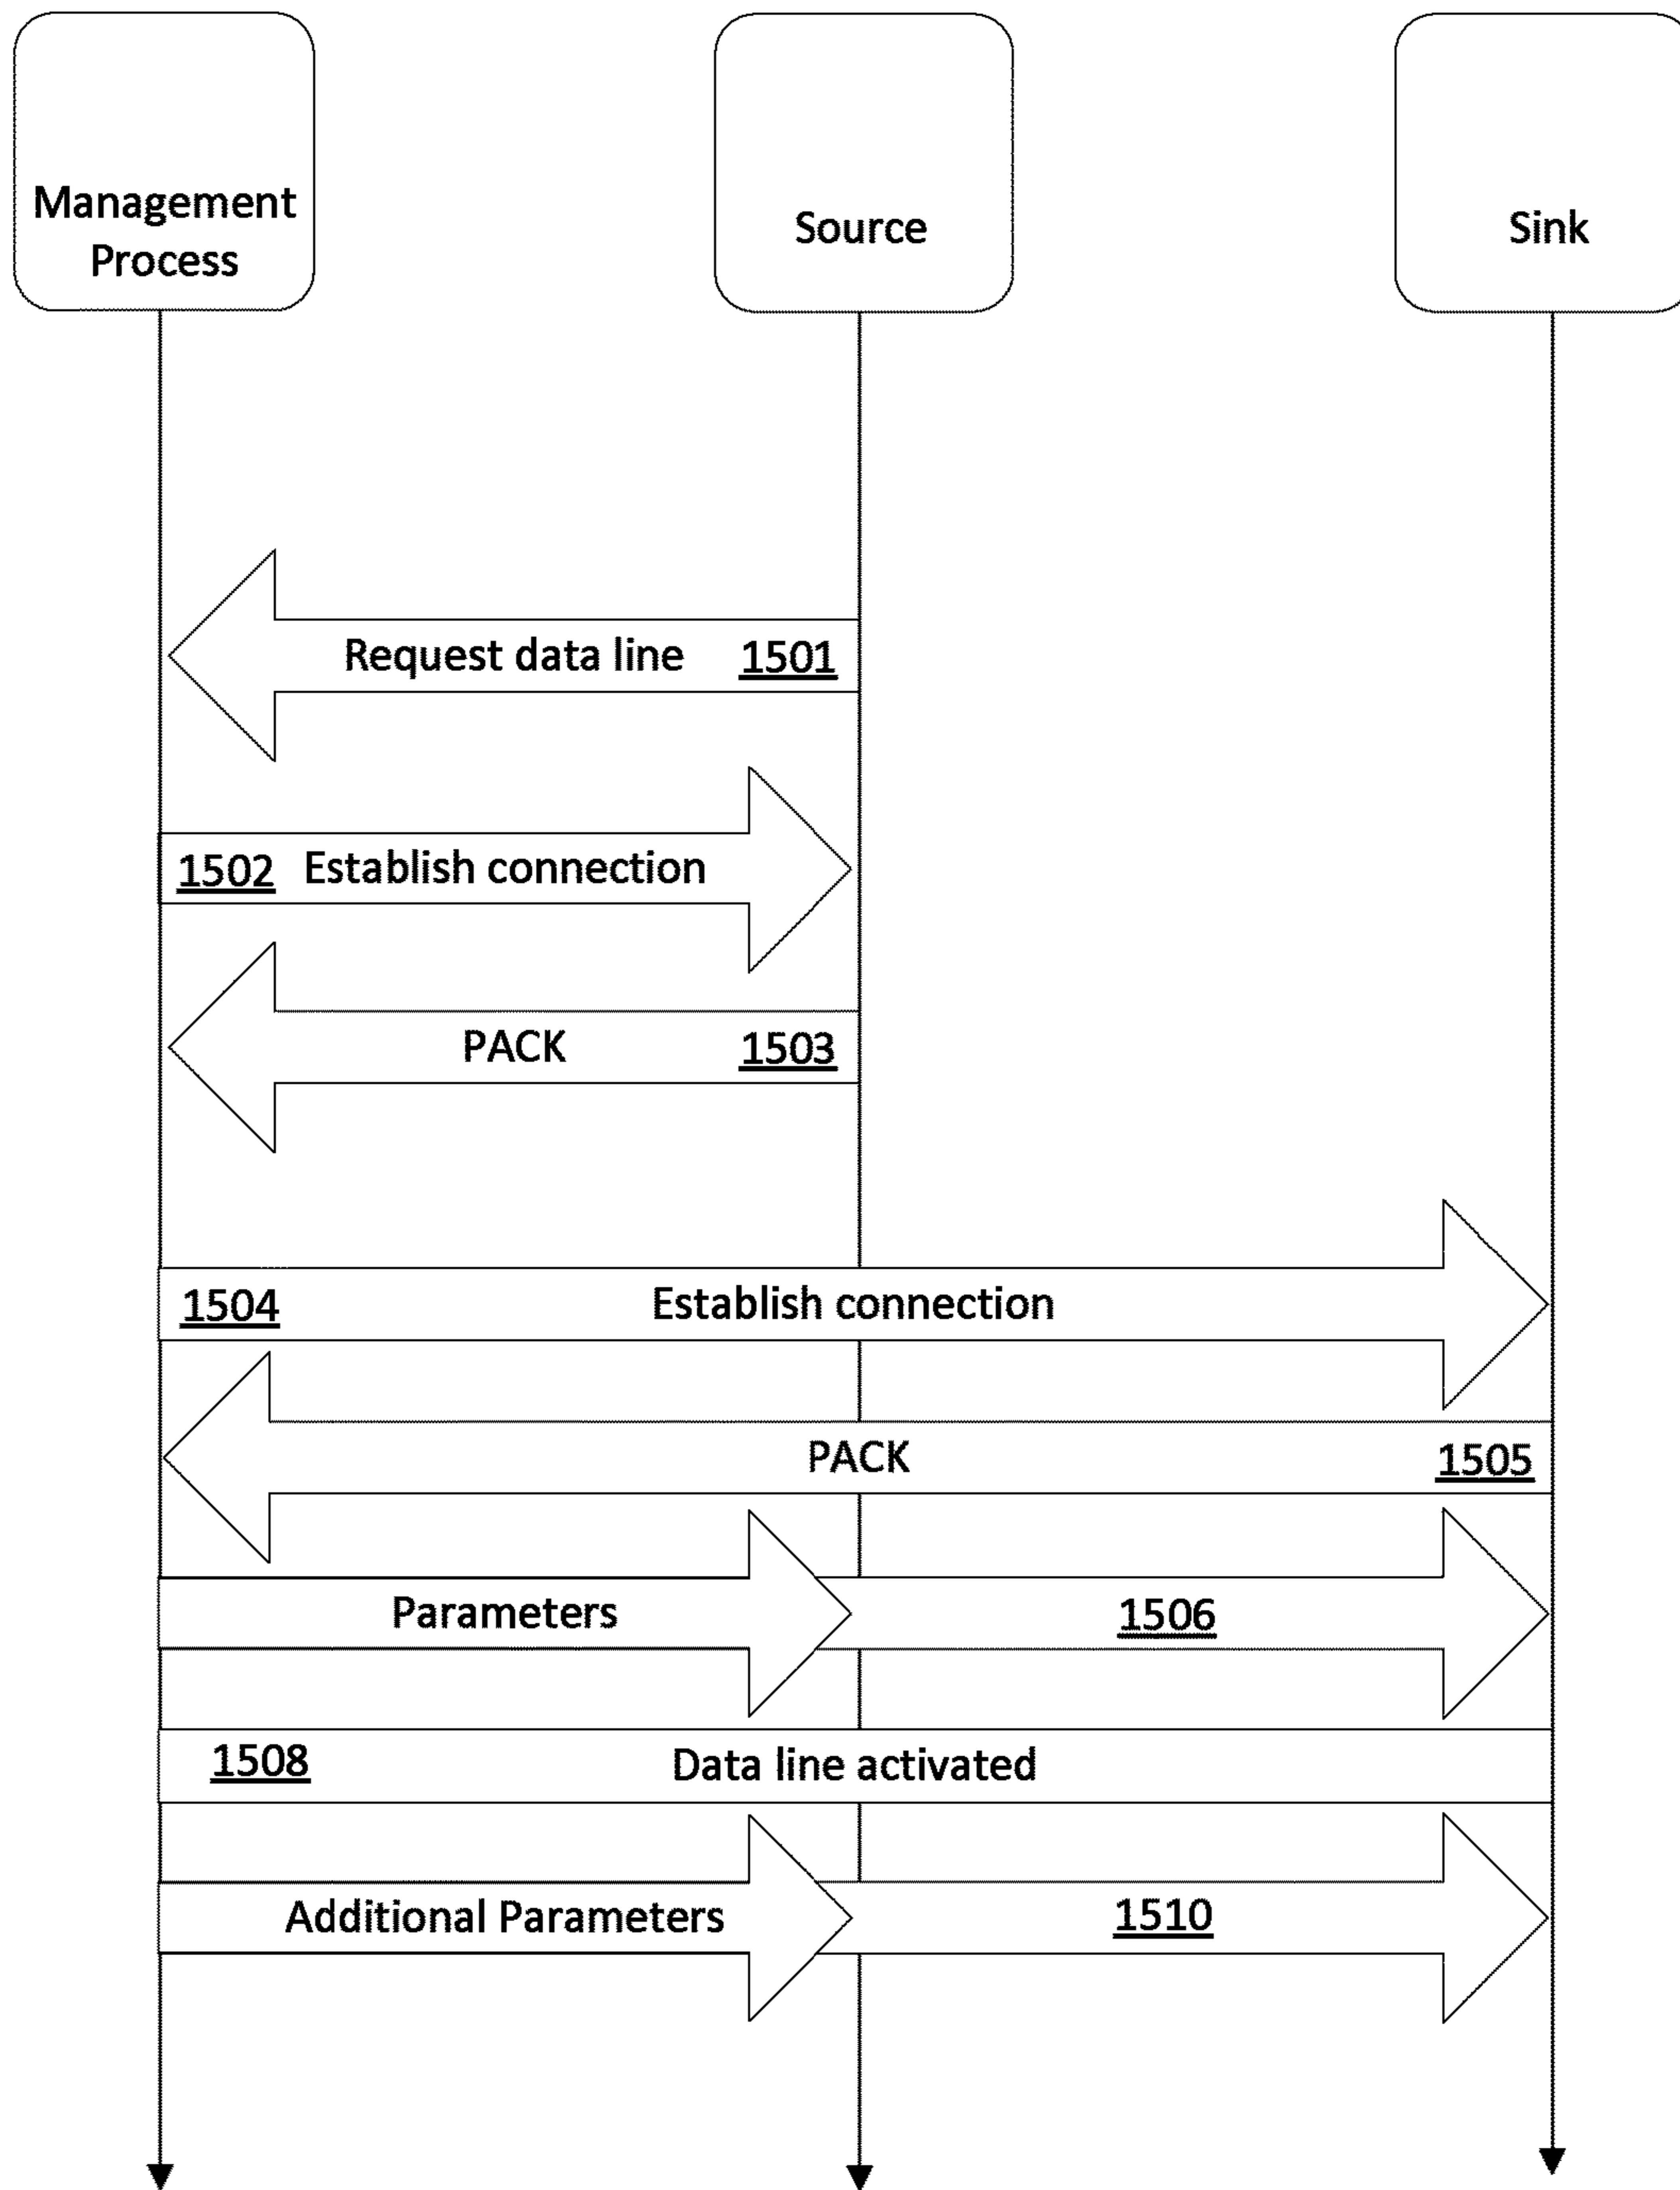 Management
Process
Source
Sink
Request data line 1501
1502 Establish connection
PACK 1503
1504 Establish connection
PACK 1505
Parameters 1506
1508 Data line activated
Additional Parameters 1510